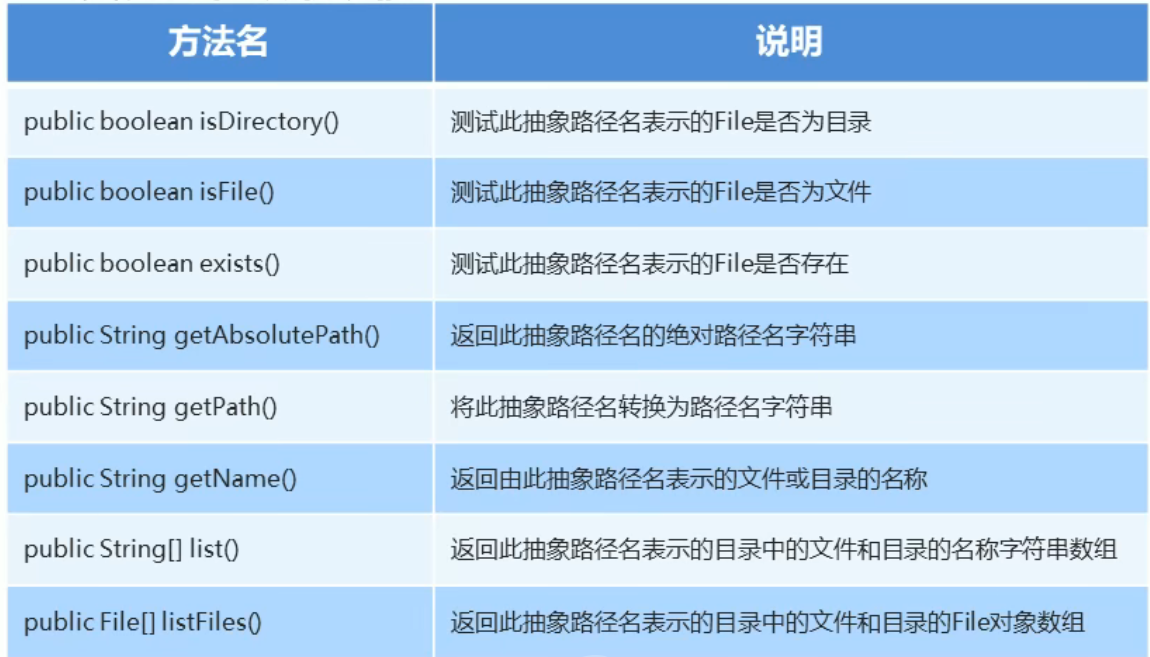 方法名 说明
public boolean isDirectory() 测试此抽象路径名表示的File是否为目录
public boolean isFile() 测试此抽象路径名表示的File是否为文件
public boolean exists() 测试此抽象路径名表示的File是否存在
public String getAbsolutePath() 返回此抽象路径名的绝对路径名字符串
public String getPath() 将此抽象路径名转换为路径名字符串
public String getName() 返回由此抽象路径名表示的文件或目录的名称
public String[] list() 返回此抽象路径名表示的目录中的文件和目录的名称字符串数组
public File[] listFiles() 返回此抽象路径名表示的目录中的文件和目录的File对象数组